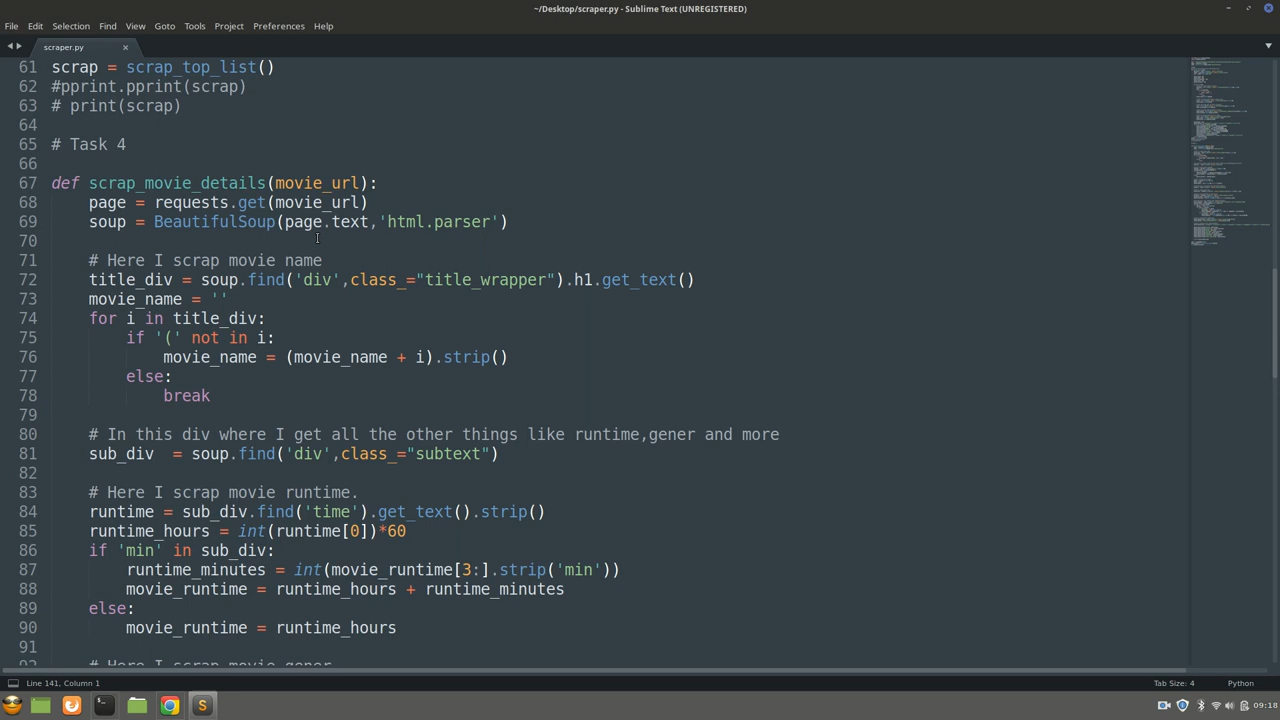 ~/Desktop/scraper.py - Sublime Text (UNREGISTERED)
File Edit Selection Find View Goto Tools Project Preferences Help
scraper.py
61 scrap = scrap_top_list()
62 #pprint.pprint(scrap)
63 # print(scrap)
64
65 # Task 4
66
67 def scrap_movie_details(movie_url):
68     page = requests.get(movie_url)
69     soup = BeautifulSoup(page.text,'html.parser')
70
71     # Here I scrap movie name
72     title_div = soup.find('div',class_="title_wrapper").h1.get_text()
73     movie_name = ''
74     for i in title_div:
75         if '(' not in i:
76             movie_name = (movie_name + i).strip()
77         else:
78             break
79
80     # In this div where I get all the other things like runtime,gener and more
81     sub_div  = soup.find('div',class_="subtext")
82
83     # Here I scrap movie runtime.
84     runtime = sub_div.find('time').get_text().strip()
85     runtime_hours = int(runtime[0])*60
86     if 'min' in sub_div:
87         runtime_minutes = int(movie_runtime[3:].strip('min'))
88         movie_runtime = runtime_hours + runtime_minutes
89     else:
90         movie_runtime = runtime_hours
91
92     # Here I scrap movie gener
Line 141, Column 1
Tab Size: 4
Python
09:18